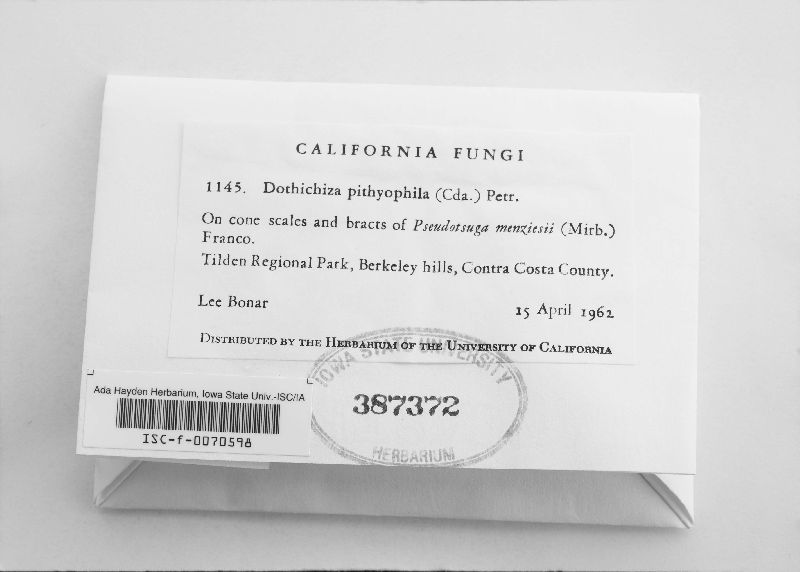 CALIFORNIA FUNGI
1145. Dothichiza pithyophila (Cda.) Petr.
On cone scales and bracts of Pseudotsuga menziesii (Mirb.)
Franco.
Tilden Regional Park, Berkeley hills, Contra Costa County.
Lee Bonar 15 April 1962
DISTRIBUTED BY THE HERBARIUM OF THE UNIVERSITY OF CALIFORNIA
IOWA STATE UNIVERSITY
387372
HERBARIUM
Ada Hayden Herbarium, Iowa State Univ.-ISC/IA
ISC-f-0070598